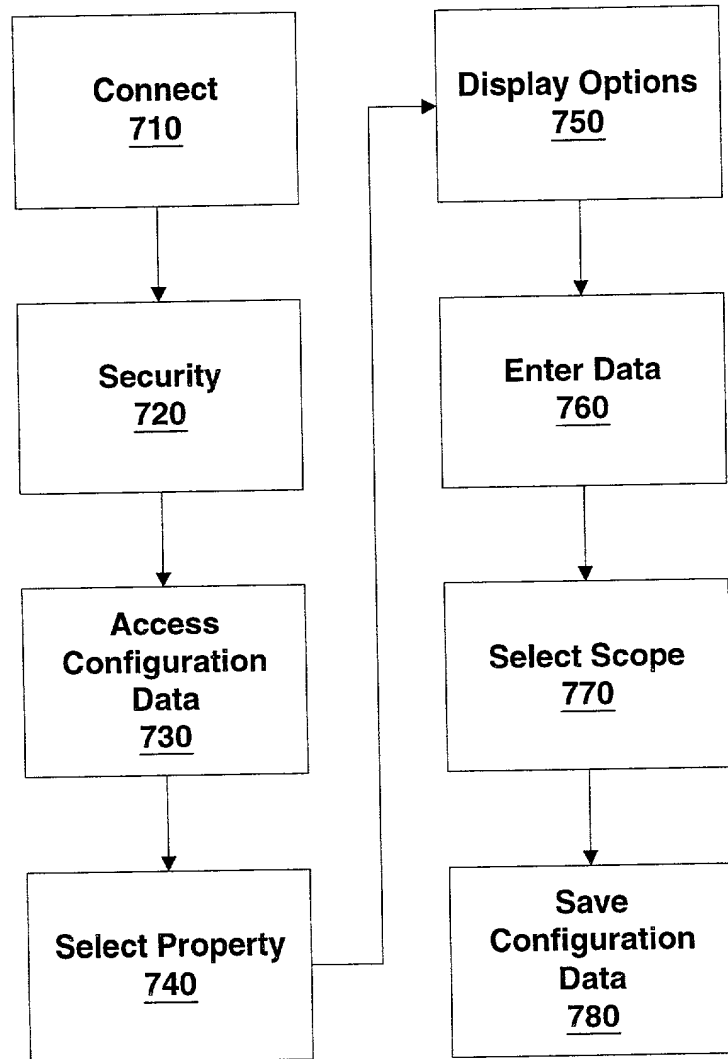 Connect
710
Security
720
Access
Configuration
Data
730
Select Property
740
Display Options
750
Enter Data
760
Select Scope
770
Save
Configuration
Data
780